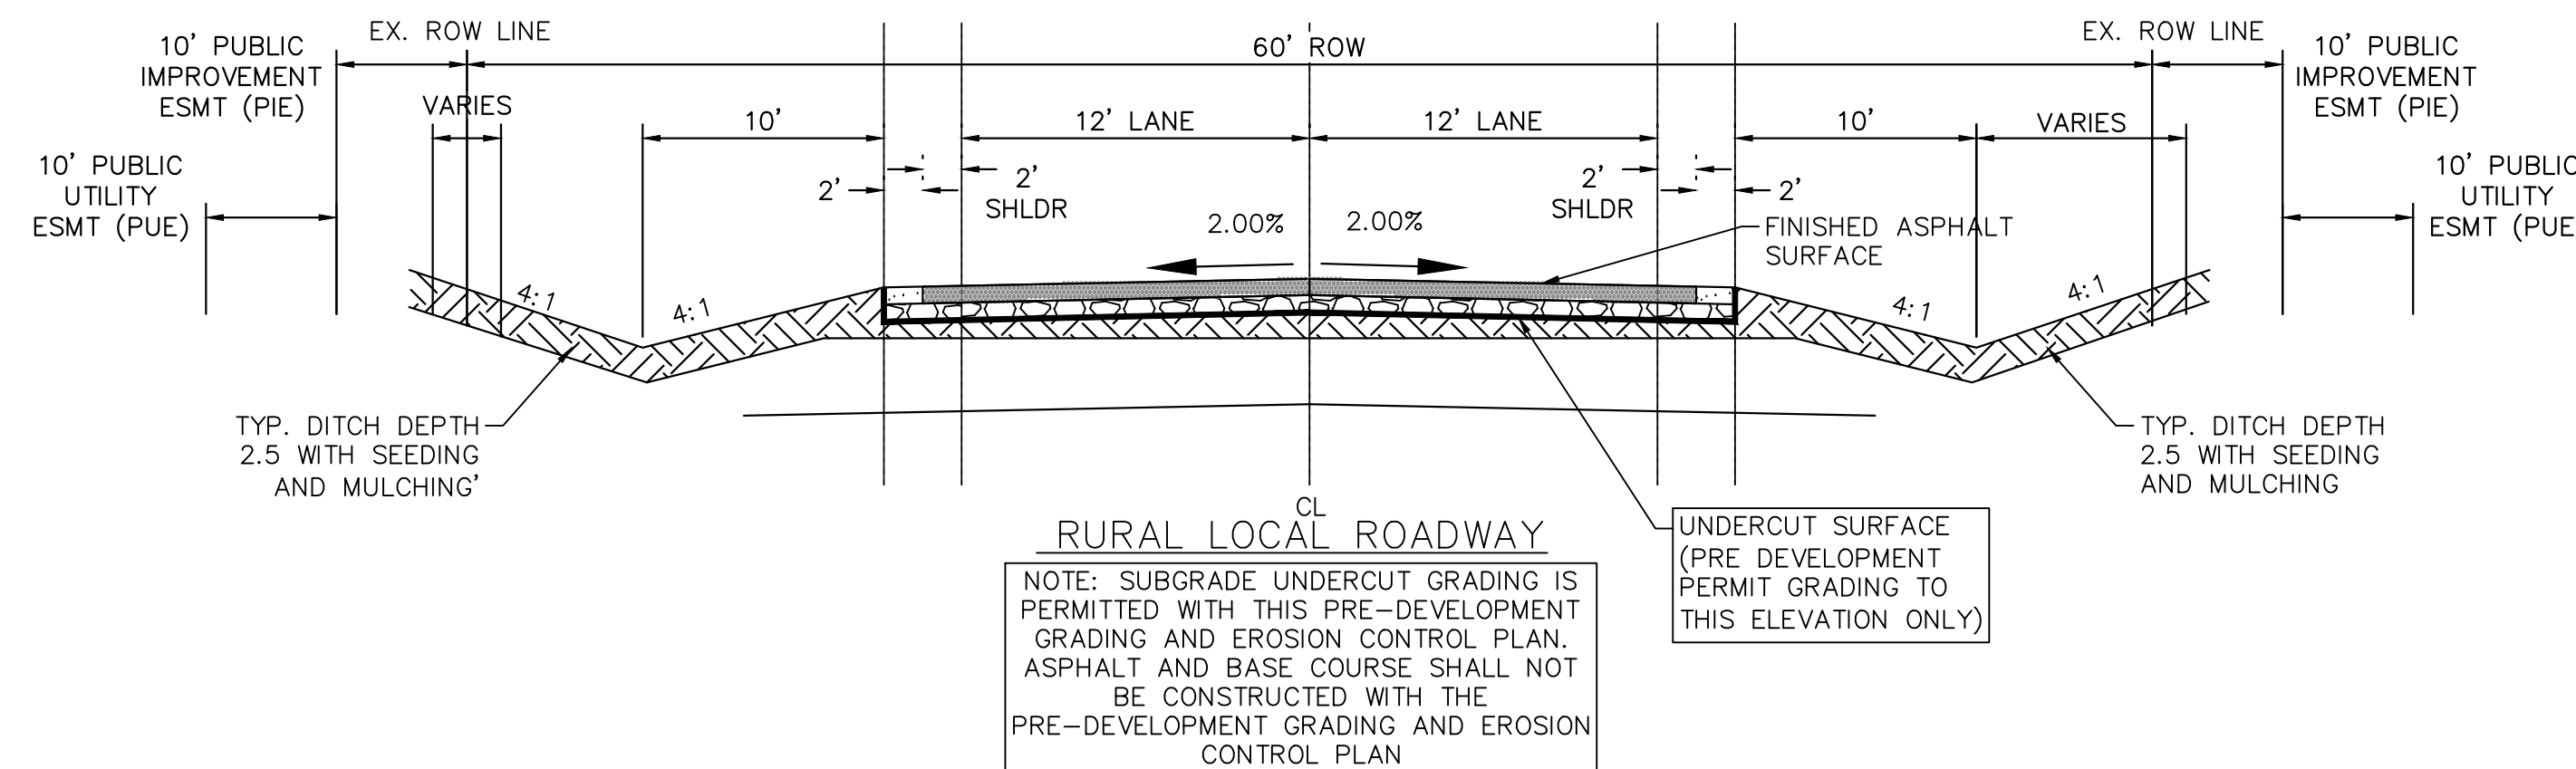 EX. ROW LINE
10' PUBLIC
IMPROVEMENT
ESMT (PIE)
60' ROW
EX. ROW LINE
10' PUBLIC
IMPROVEMENT
ESMT (PIE)
VARIES
10'
12' LANE
12' LANE
10'
VARIES
10' PUBLIC
UTILITY
ESMT (PUE)
2'
2'
SHLDR
2'
SHLDR
2'
10' PUBLIC
UTILITY
ESMT (PUE
2.00%
2.00%
FINISHED ASPHALT
SURFACE
4:1
4:1
4:1
4:1
TYP. DITCH DEPTH
2.5 WITH SEEDING
AND MULCHING'
TYP. DITCH DEPTH
2.5 WITH SEEDING
AND MULCHING
CL
RURAL LOCAL ROADWAY
UNDERCUT SURFACE
(PRE DEVELOPMENT
PERMIT GRADING TO
THIS ELEVATION ONLY)
NOTE: SUBGRADE UNDERCUT GRADING IS
PERMITTED WITH THIS PRE-DEVELOPMENT
GRADING AND EROSION CONTROL PLAN.
ASPHALT AND BASE COURSE SHALL NOT
BE CONSTRUCTED WITH THE
PRE-DEVELOPMENT GRADING AND EROSION
CONTROL PLAN